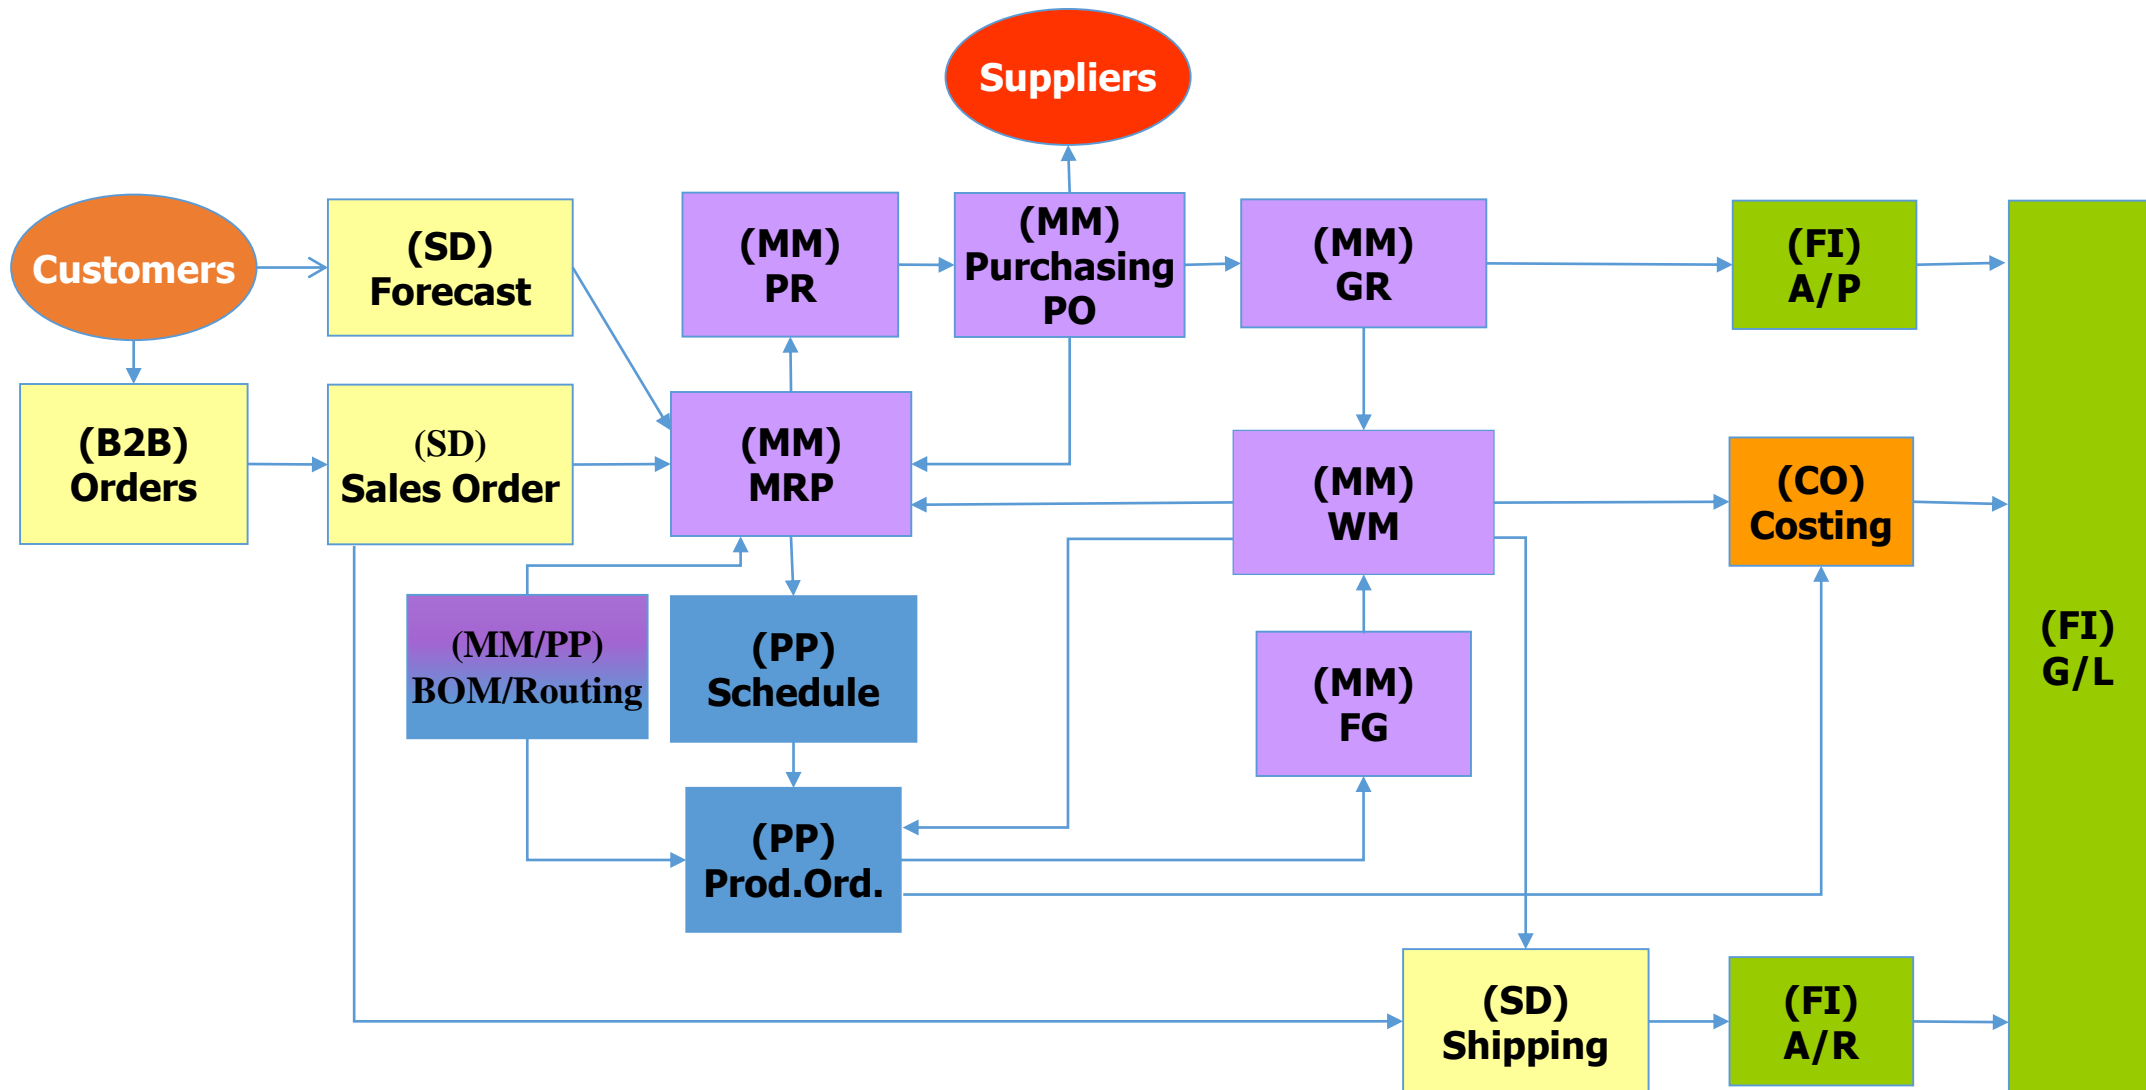 Suppliers
Customers
(SD)
Forecast
(MM)
PR
(MM)
Purchasing
PO
(MM)
GR
(FI)
A/P
(B2B)
Orders
(SD)
Sales Order
(MM)
MRP
(MM)
WM
(CO)
Costing
(FI)
G/L
(MM/PP)
BOM/Routing
(PP)
Schedule
(MM)
FG
(PP)
Prod.Ord.
(SD)
Shipping
(FI)
A/R